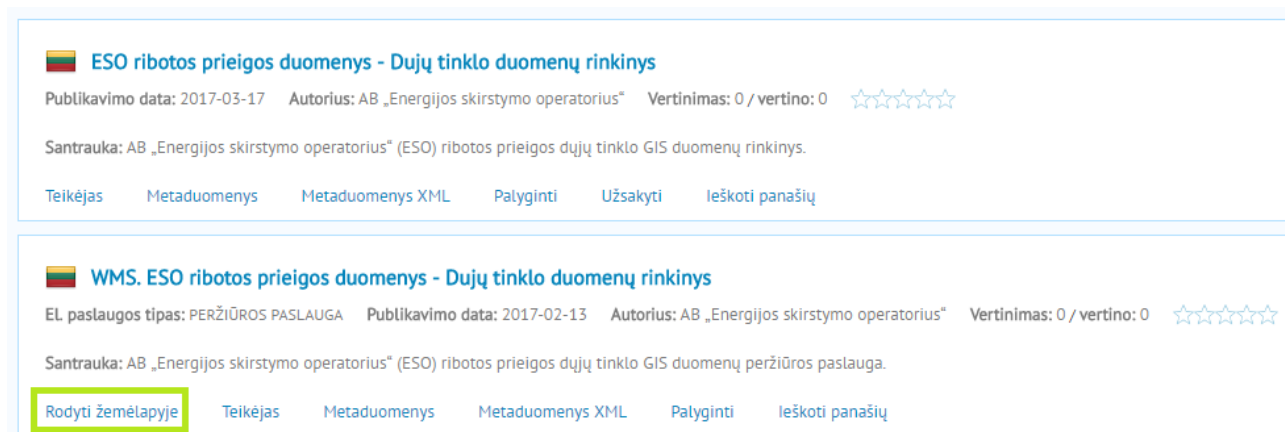 ESO ribotos prieigos duomenys - Dujų tinklo duomenų rinkinys
Publikavimo data: 2017-03-17 Autorius: AB „Energijos skirstymo operatorius“ Vertinimas: 0 / vertino: 0
Santrauka: AB „Energijos skirstymo operatorius“ (ESO) ribotos prieigos dųjų tinklo GIS duomenų rinkinys.
Teikėjas Metaduomenys Metaduomenys XML Palyginti Užsakyti Ieškoti panašių
WMS. ESO ribotos prieigos duomenys - Dujų tinklo duomenų rinkinys
El. paslaugos tipas: PERŽIŪROS PASLAUGA Publikavimo data: 2017-02-13 Autorius: AB „Energijos skirstymo operatorius“ Vertinimas: 0 / vertino: 0
Santrauka: AB „Energijos skirstymo operatorius“ (ESO) ribotos prieigos dųjų tinklo GIS duomenų peržiūros paslauga.
Rodyti žemėlapyje Teikėjas Metaduomenys Metaduomenys XML Palyginti Ieškoti panašių